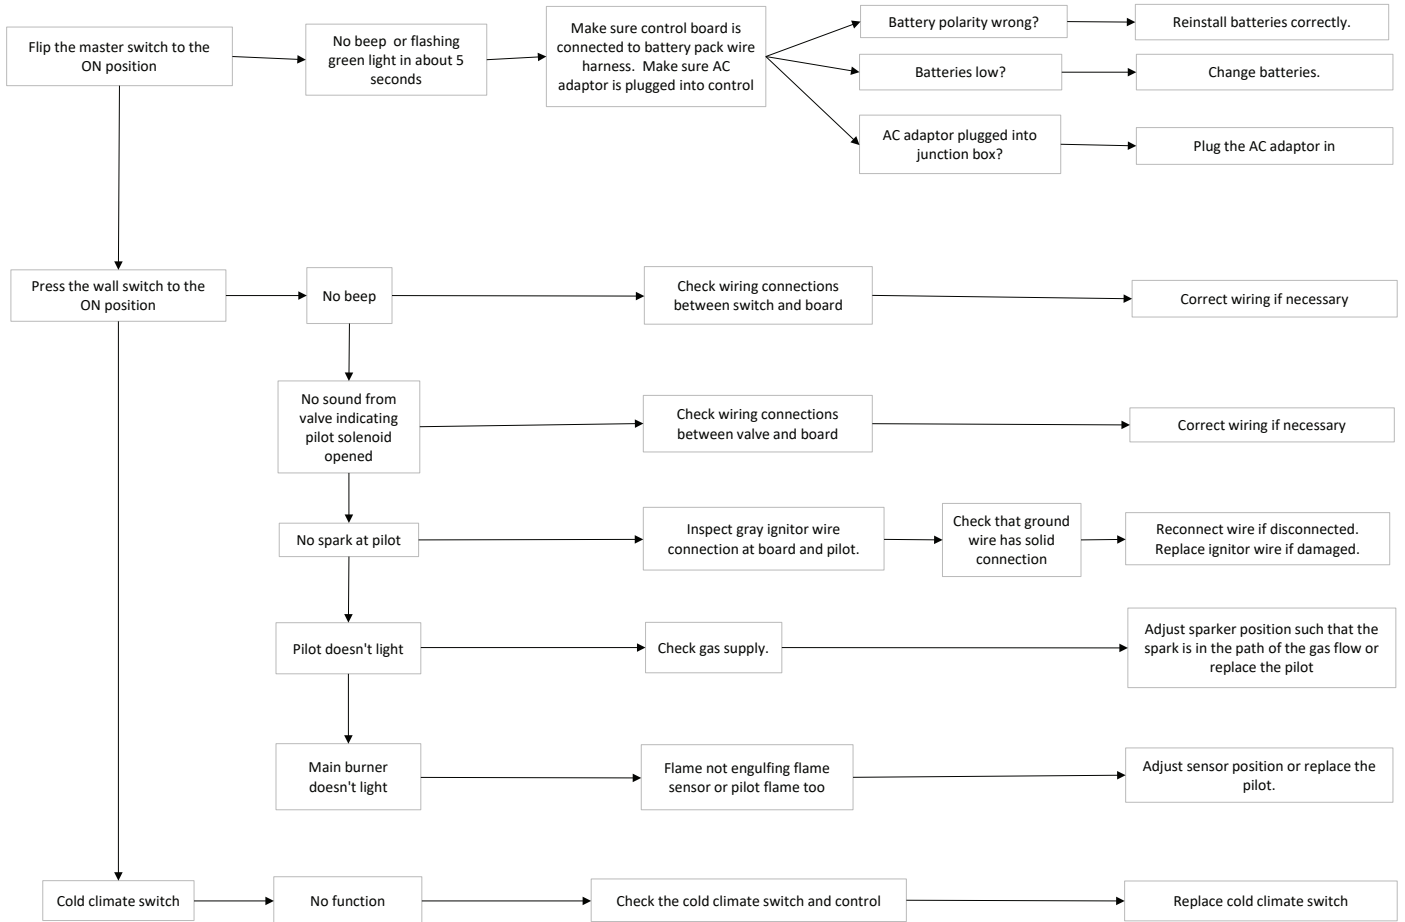 Flip the master switch to the
ON position
No beep  or flashing
green light in about 5
seconds
Make sure control board is
connected to battery pack wire
harness.  Make sure AC
adaptor is plugged into control
Battery polarity wrong?
Reinstall batteries correctly.
Batteries low?
Change batteries.
AC adaptor plugged into
junction box?
Plug the AC adaptor in
Press the wall switch to the
ON position
No beep
Check wiring connections
between switch and board
Correct wiring if necessary
No sound from
valve indicating
pilot solenoid
opened
Check wiring connections
between valve and board
Correct wiring if necessary
No spark at pilot
Inspect gray ignitor wire
connection at board and pilot.
Check that ground
wire has solid
connection
Reconnect wire if disconnected.
Replace ignitor wire if damaged.
Pilot doesn't light
Check gas supply.
Adjust sparker position such that the
spark is in the path of the gas flow or
replace the pilot
Main burner
doesn't light
Flame not engulfing flame
sensor or pilot flame too
Adjust sensor position or replace the
pilot.
Cold climate switch
No function
Check the cold climate switch and control
Replace cold climate switch